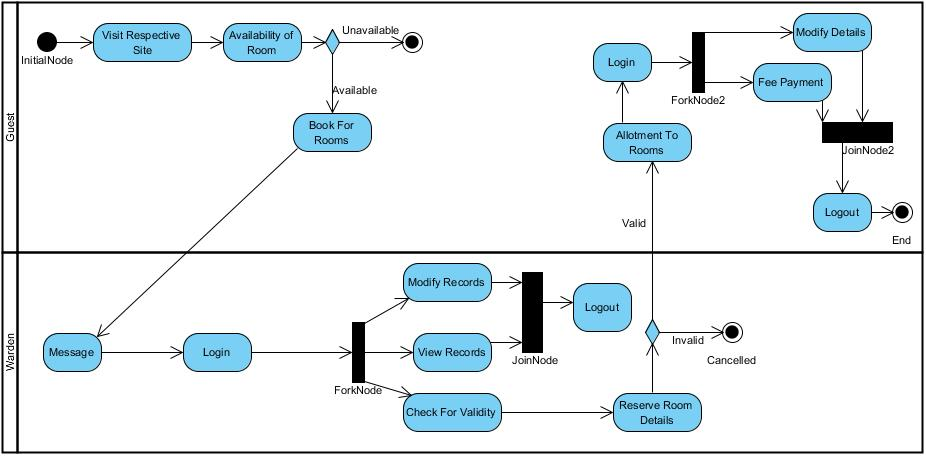 Guest
InitialNode
Visit Respective
Site
Availability of
Room
Unavailable
Available
Book For
Rooms
Login
ForkNode2
Modify Details
Fee Payment
JoinNode2
Allotment To
Rooms
Logout
End
Valid
Warden
Message
Login
ForkNode
Modify Records
View Records
Check For Validity
JoinNode
Logout
Reserve Room
Details
Invalid
Cancelled